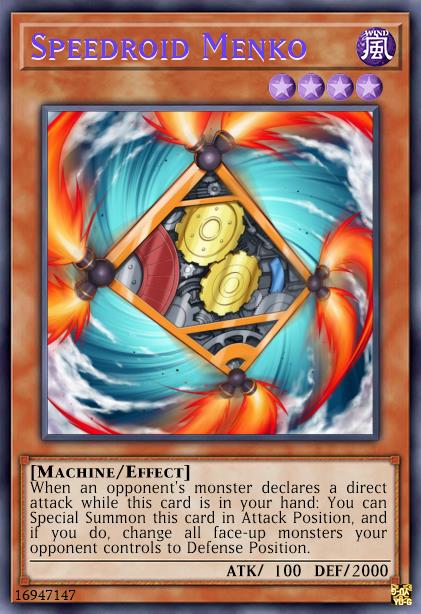 Speedroid Menko
WIND
風
[Machine/Effect]
When an opponent's monster declares a direct
attack while this card is in your hand: You can
Special Summon this card in Attack Position, and
if you do, change all face-up monsters your
opponent controls to Defense Position.
ATK/ 100 DEF/2000
16947147